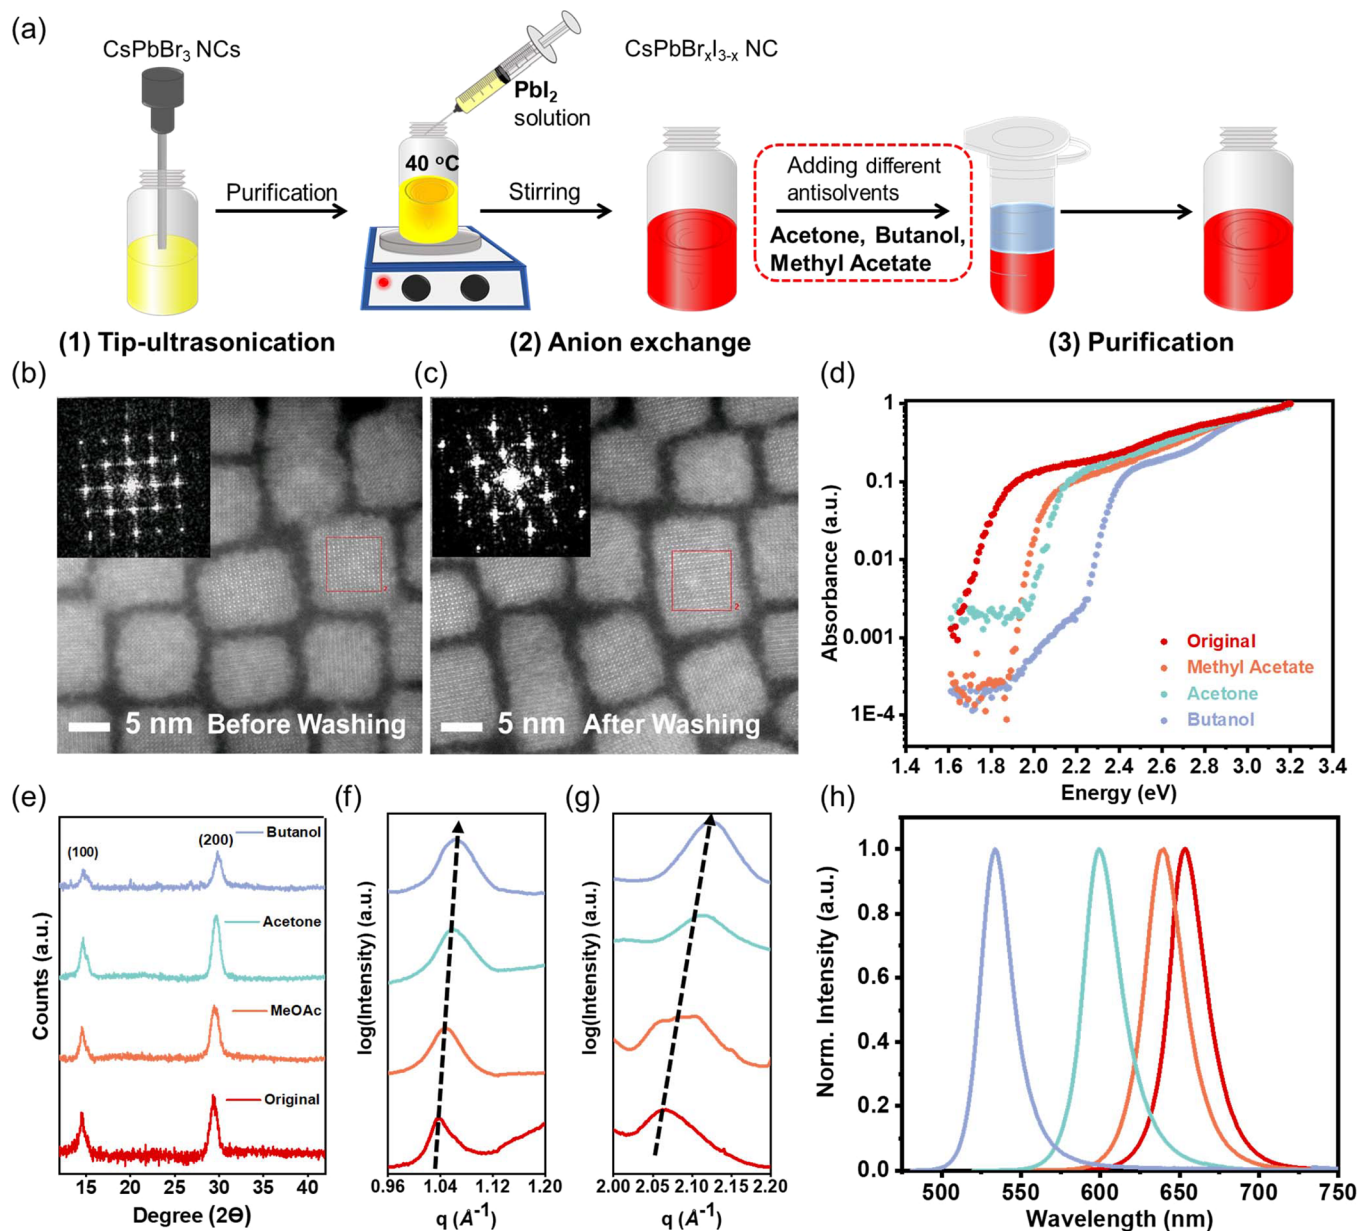 (a)
CsPbBr3 NCs
PbI2
solution
40 °C
CsPbBrxI3-x NC
Purification
Stirring
Adding different
antisolvents
Acetone, Butanol,
Methyl Acetate
(1) Tip-ultrasonication
(2) Anion exchange
(3) Purification
(b)
2
5 nm Before Washing
(c)
2
5 nm After Washing
(d)
Absorbance (a.u.)
1
0.1
0.01
0.001
1E-4
Original
Methyl Acetate
Acetone
Butanol
1.4 1.6 1.8 2.0 2.2 2.4 2.6 2.8 3.0 3.2 3.4
Energy (eV)
(e)
Counts (a.u.)
(100)
(200)
Butanol
Acetone
MeOAc
Original
15 20 25 30 35 40
Degree (2Θ)
(f)
log(Intensity) (a.u.)
0.96 1.04 1.12 1.20
q (Å-1)
(g)
log(Intensity) (a.u.)
2.00 2.05 2.10 2.15 2.20
q (Å-1)
(h)
Norm. Intensity (a.u.)
1.0
0.8
0.6
0.4
0.2
0.0
500 550 600 650 700 750
Wavelength (nm)